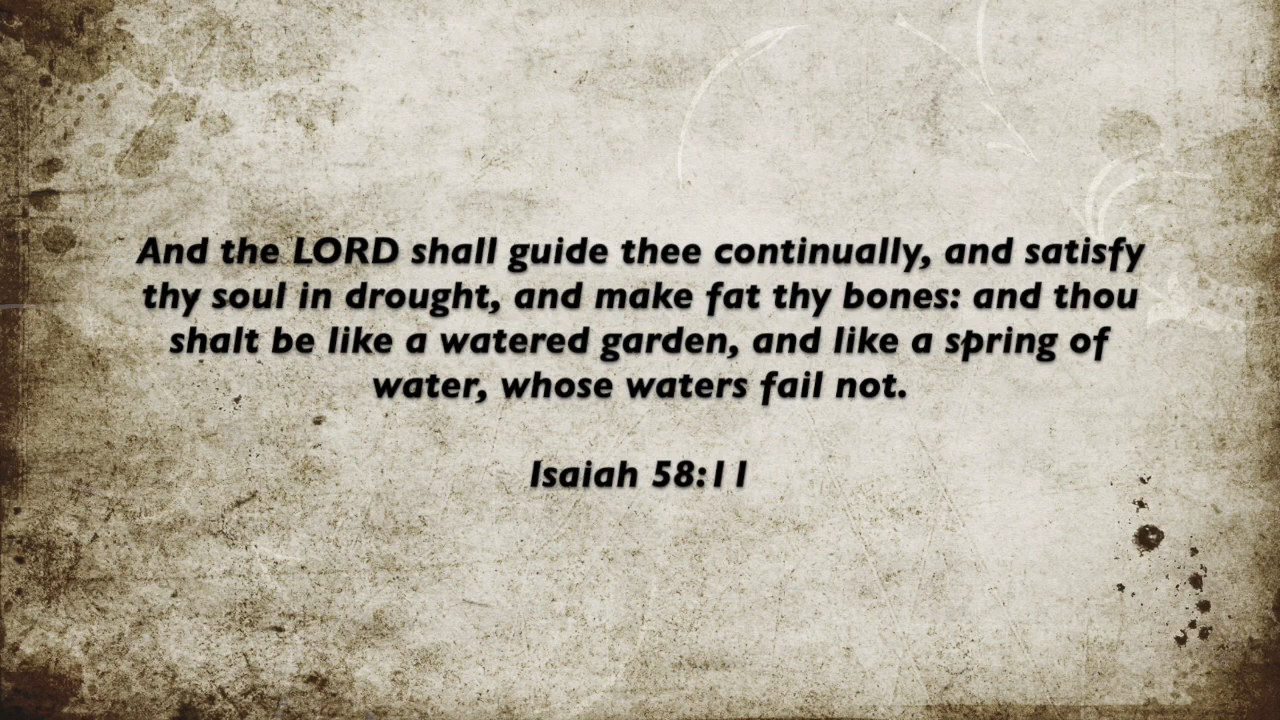 And the LORD shall guide thee continually, and satisfy
thy soul in drought, and make fat thy bones: and thou
shalt be like a watered garden, and like a spring of
water, whose waters fail not.
Isaiah 58:11